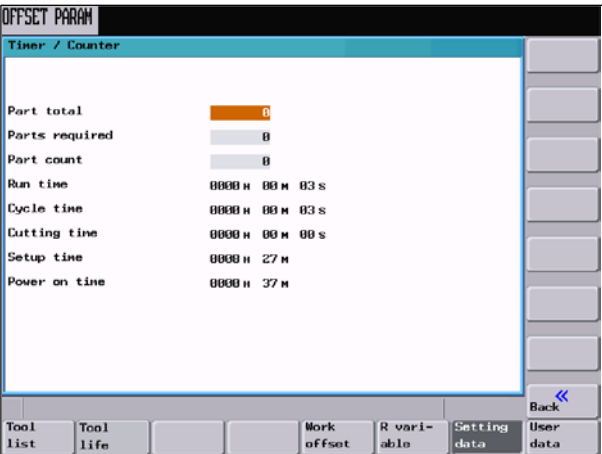 OFFSET PARAM
Timer / Counter
Part total 0
Parts required 0
Part count 0
Run time 0000 H 00 M 03 s
Cycle time 0000 H 00 M 03 s
Cutting time 0000 H 00 M 00 s
Setup time 0000 H 27 M
Power on time 0000 H 37 M
« Back
Tool list
Tool life
Work offset
R vari-able
Setting data
User data